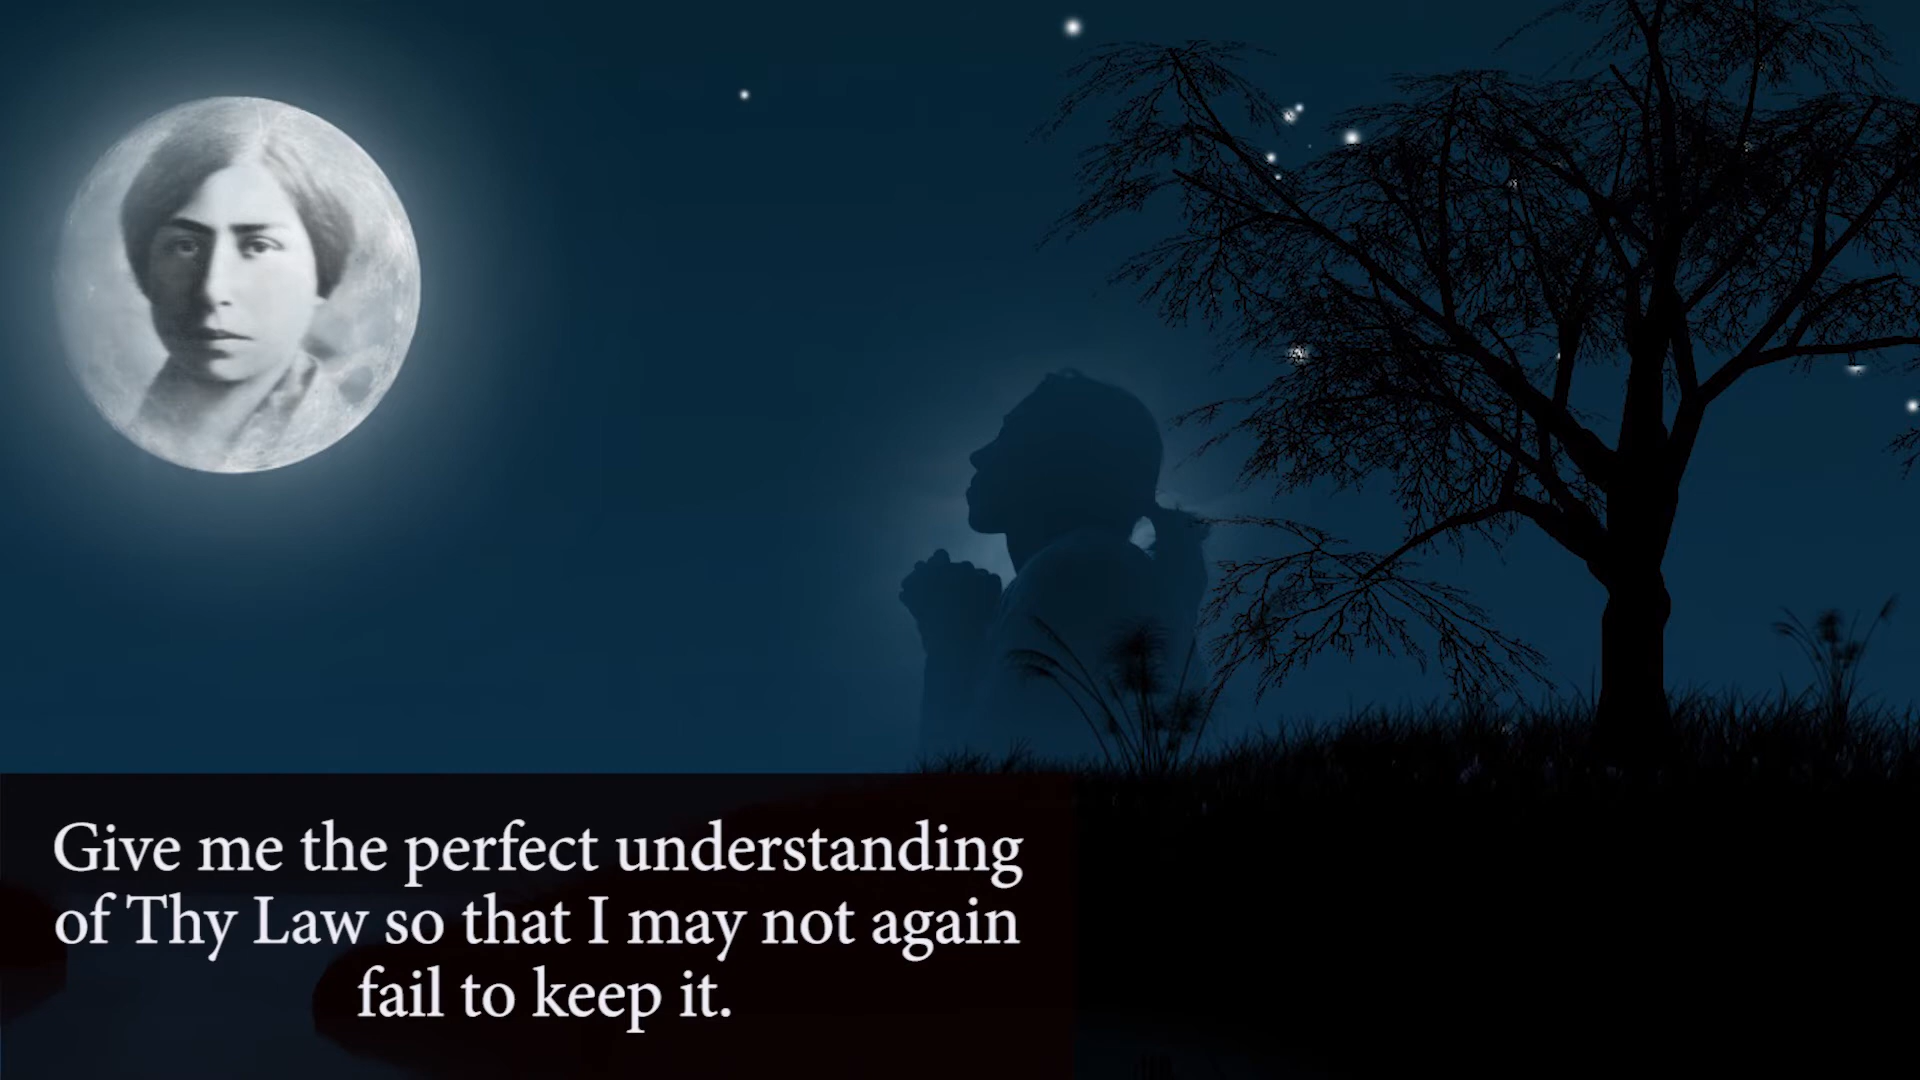 Give me the perfect understanding
of Thy Law so that I may not again
fail to keep it.